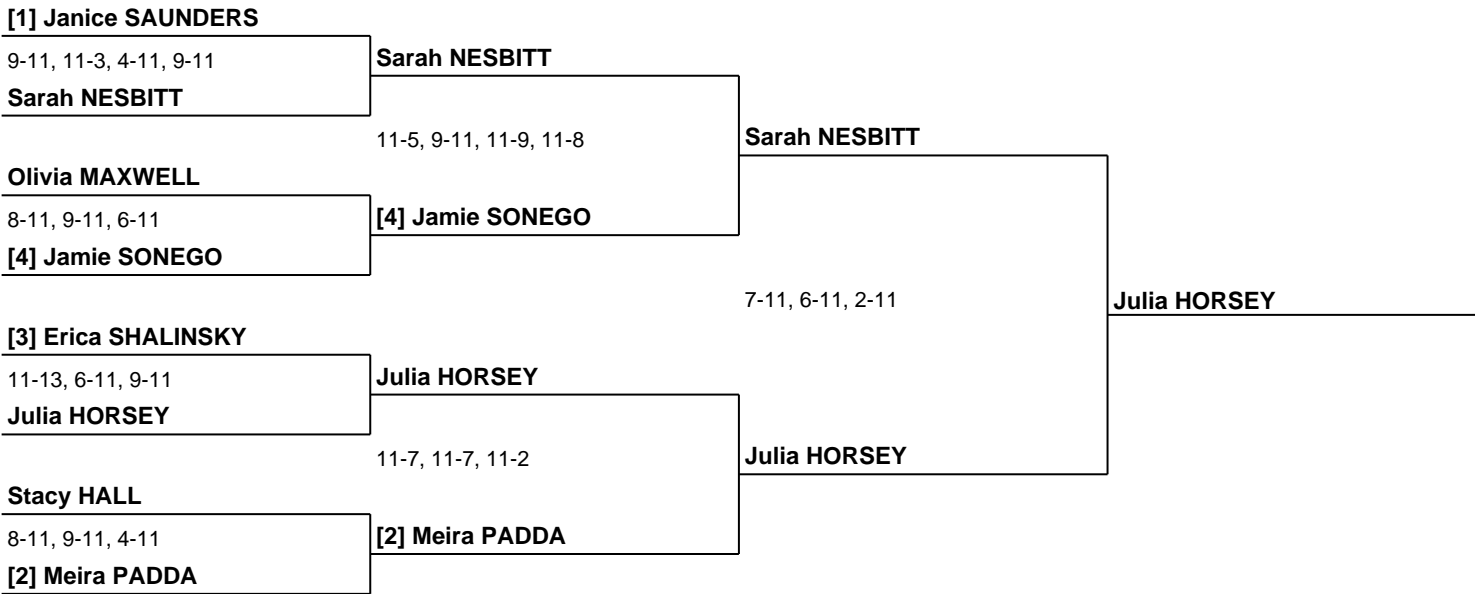 [1] Janice SAUNDERS
9-11, 11-3, 4-11, 9-11
Sarah NESBITT
Sarah NESBITT
11-5, 9-11, 11-9, 11-8
Sarah NESBITT
Olivia MAXWELL
8-11, 9-11, 6-11
[4] Jamie SONEGO
[4] Jamie SONEGO
7-11, 6-11, 2-11
Julia HORSEY
[3] Erica SHALINSKY
11-13, 6-11, 9-11
Julia HORSEY
Julia HORSEY
11-7, 11-7, 11-2
Julia HORSEY
Stacy HALL
8-11, 9-11, 4-11
[2] Meira PADDA
[2] Meira PADDA